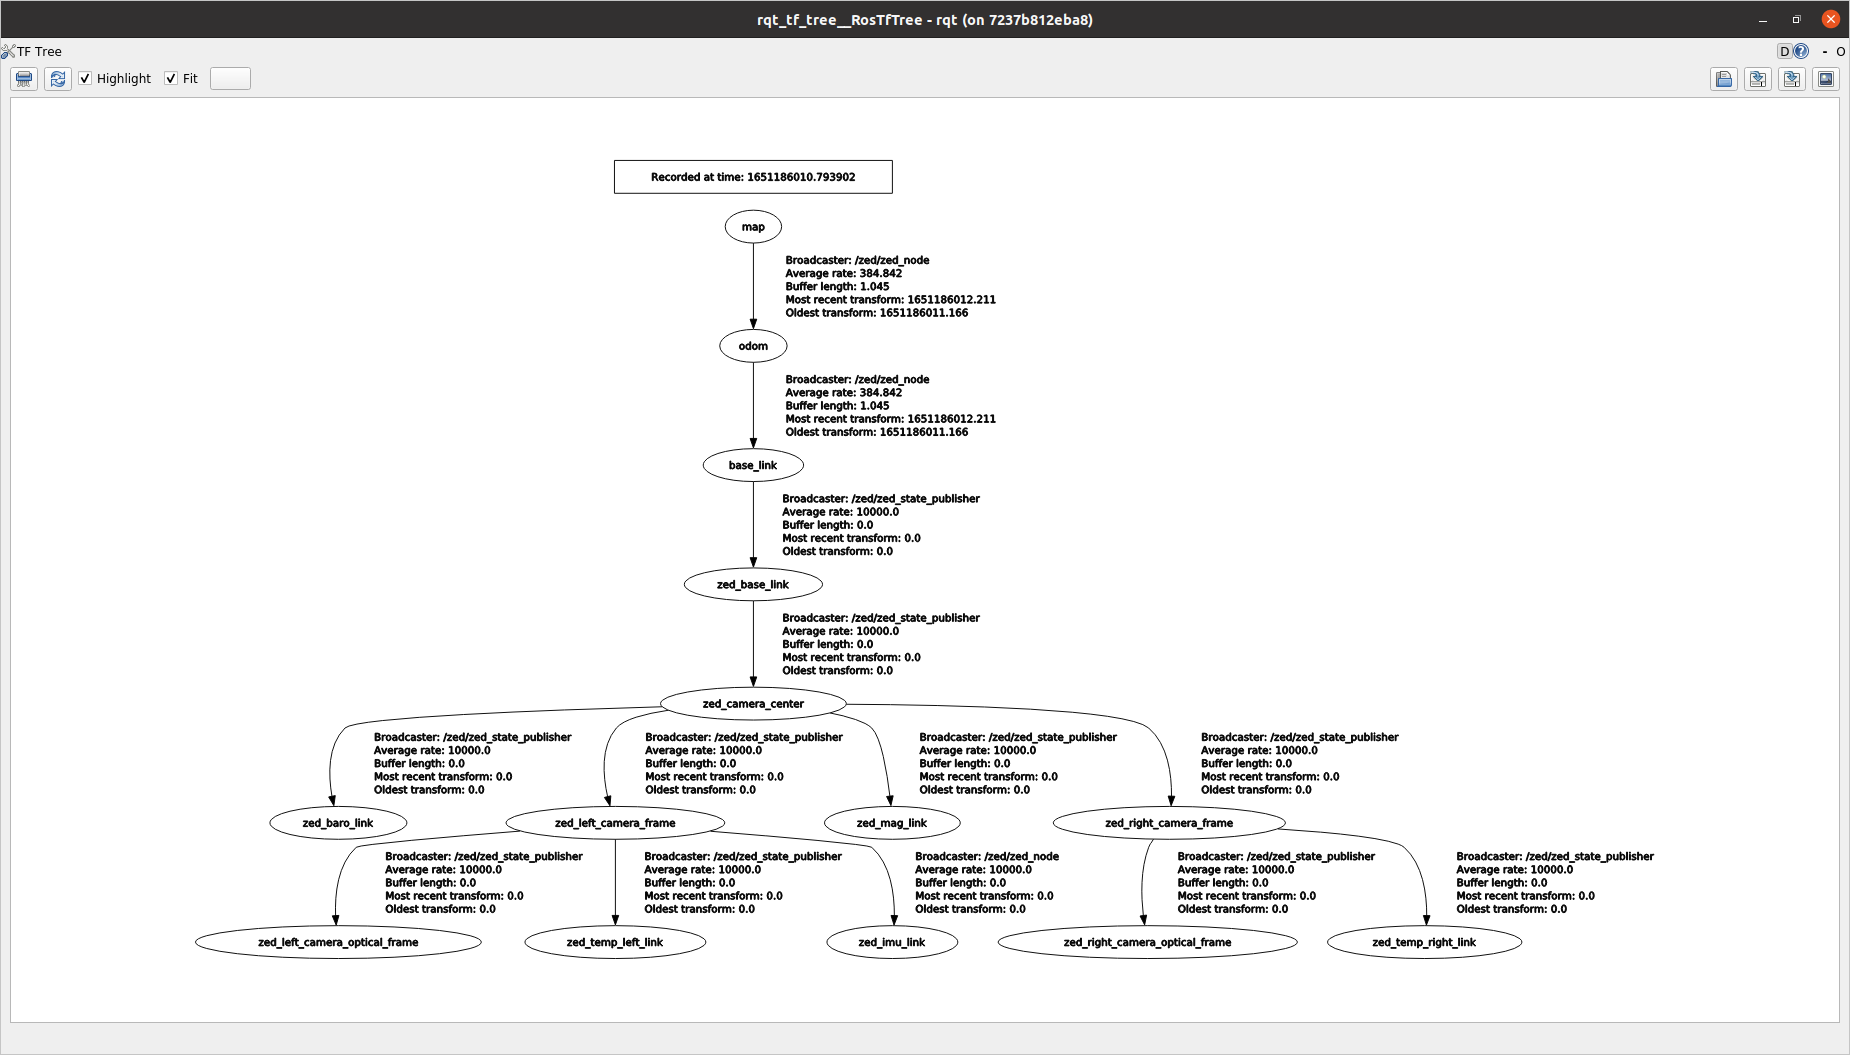 rqt_tf_tree__RosTfTree - rqt (on 7237b812eba8)
TF Tree
D ? - O
Highlight Fit
Recorded at time: 1651186010.793902
map
Broadcaster: /zed/zed_node
Average rate: 384.842
Buffer length: 1.045
Most recent transform: 1651186012.211
Oldest transform: 1651186011.166
odom
Broadcaster: /zed/zed_node
Average rate: 384.842
Buffer length: 1.045
Most recent transform: 1651186012.211
Oldest transform: 1651186011.166
base_link
Broadcaster: /zed/zed_state_publisher
Average rate: 10000.0
Buffer length: 0.0
Most recent transform: 0.0
Oldest transform: 0.0
zed_base_link
Broadcaster: /zed/zed_state_publisher
Average rate: 10000.0
Buffer length: 0.0
Most recent transform: 0.0
Oldest transform: 0.0
zed_camera_center
Broadcaster: /zed/zed_state_publisher
Average rate: 10000.0
Buffer length: 0.0
Most recent transform: 0.0
Oldest transform: 0.0
Broadcaster: /zed/zed_state_publisher
Average rate: 10000.0
Buffer length: 0.0
Most recent transform: 0.0
Oldest transform: 0.0
Broadcaster: /zed/zed_state_publisher
Average rate: 10000.0
Buffer length: 0.0
Most recent transform: 0.0
Oldest transform: 0.0
Broadcaster: /zed/zed_state_publisher
Average rate: 10000.0
Buffer length: 0.0
Most recent transform: 0.0
Oldest transform: 0.0
zed_baro_link
zed_left_camera_frame
zed_mag_link
zed_right_camera_frame
Broadcaster: /zed/zed_state_publisher
Average rate: 10000.0
Buffer length: 0.0
Most recent transform: 0.0
Oldest transform: 0.0
Broadcaster: /zed/zed_state_publisher
Average rate: 10000.0
Buffer length: 0.0
Most recent transform: 0.0
Oldest transform: 0.0
Broadcaster: /zed/zed_node
Average rate: 10000.0
Buffer length: 0.0
Most recent transform: 0.0
Oldest transform: 0.0
Broadcaster: /zed/zed_state_publisher
Average rate: 10000.0
Buffer length: 0.0
Most recent transform: 0.0
Oldest transform: 0.0
Broadcaster: /zed/zed_state_publisher
Average rate: 10000.0
Buffer length: 0.0
Most recent transform: 0.0
Oldest transform: 0.0
zed_left_camera_optical_frame
zed_temp_left_link
zed_imu_link
zed_right_camera_optical_frame
zed_temp_right_link